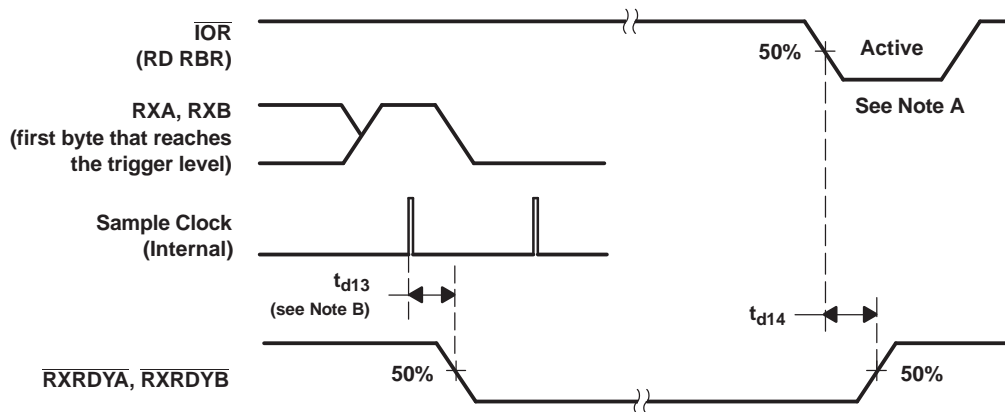 IOR
(RD RBR)
50%
Active
See Note A
RXA, RXB
(first byte that reaches
the trigger level)
Sample Clock
(Internal)
td13
(see Note B)
td14
RXRDYA, RXRDYB
50%
50%